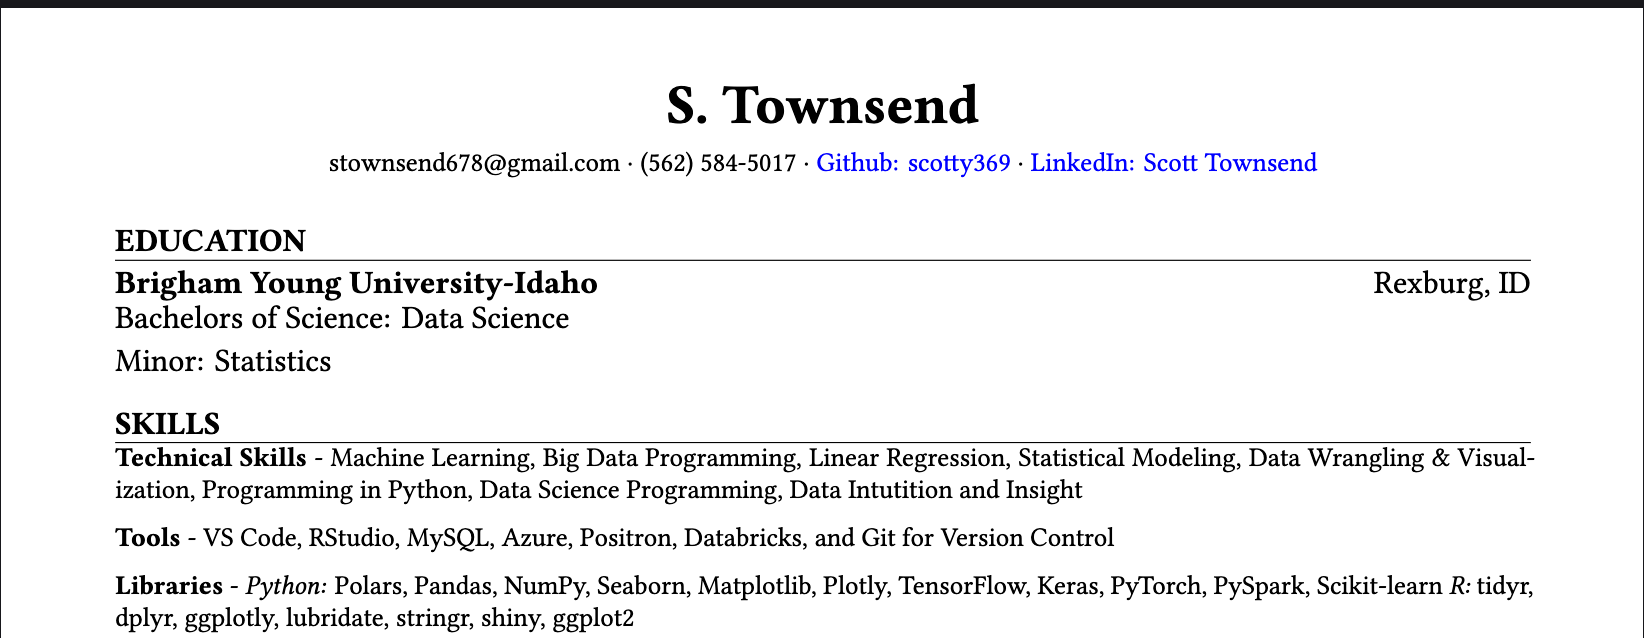 S. Townsend
stownsend678@gmail.com · (562) 584-5017 · Github: scotty369 · LinkedIn: Scott Townsend
EDUCATION
Brigham Young University-Idaho Rexburg, ID
Bachelors of Science: Data Science
Minor: Statistics
SKILLS
Technical Skills - Machine Learning, Big Data Programming, Linear Regression, Statistical Modeling, Data Wrangling & Visual-
ization, Programming in Python, Data Science Programming, Data Intutition and Insight
Tools - VS Code, RStudio, MySQL, Azure, Positron, Databricks, and Git for Version Control
Libraries - Python: Polars, Pandas, NumPy, Seaborn, Matplotlib, Plotly, TensorFlow, Keras, PyTorch, PySpark, Scikit-learn R: tidyr,
dplyr, ggplotly, lubridate, stringr, shiny, ggplot2